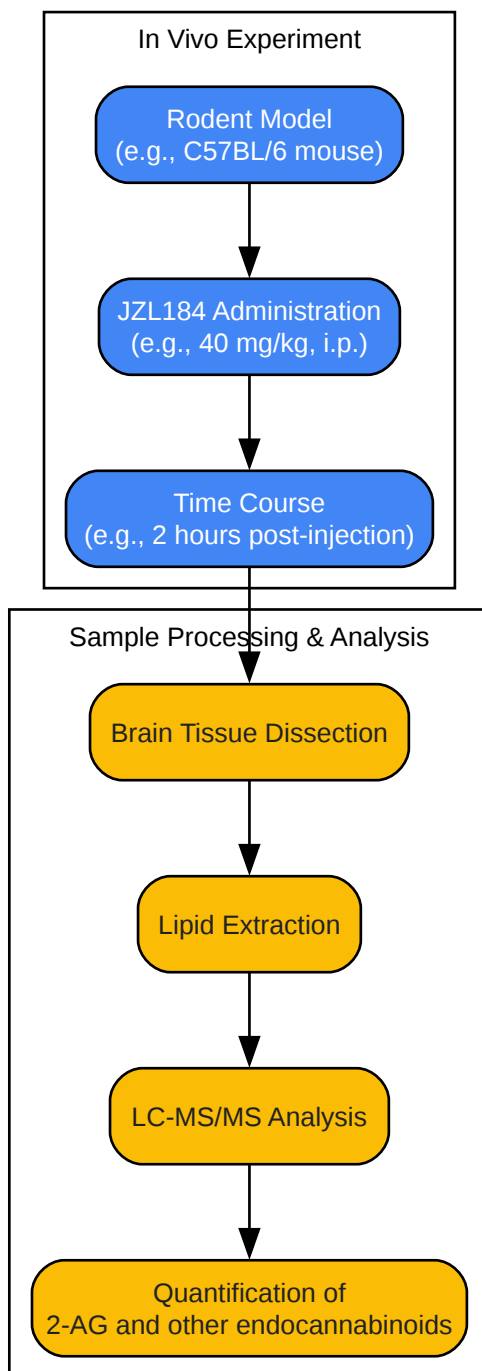 In Vivo Experiment
Rodent Model
(e.g., C57BL/6 mouse)
JZL184 Administration
(e.g., 40 mg/kg, i.p.)
Time Course
(e.g., 2 hours post-injection)
Sample Processing & Analysis
Brain Tissue Dissection
Lipid Extraction
LC-MS/MS Analysis
Quantification of
2-AG and other endocannabinoids